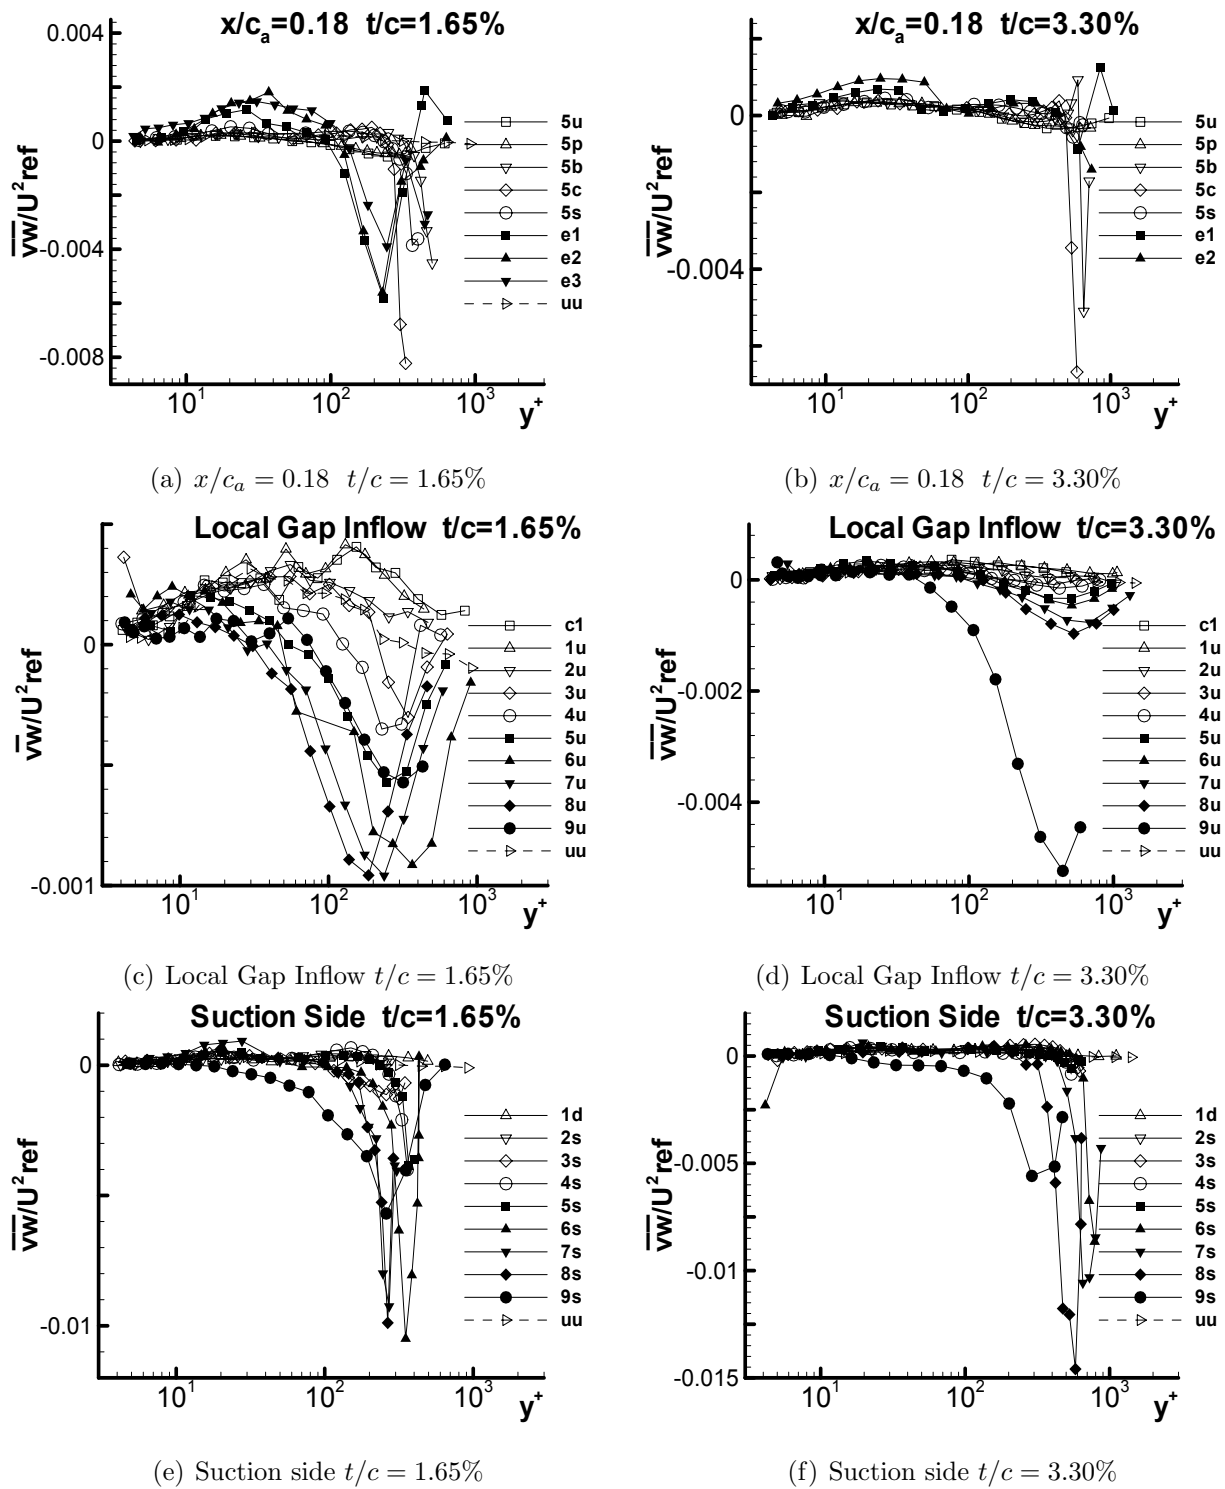 x/ca=0.18 t/c=1.65%
0.004
0
-0.004
-0.008
vw/U²ref
10¹ 10² 10³
y⁺
5u
5p
5b
5c
5s
e1
e2
e3
uu
(a) x/ca = 0.18 t/c = 1.65%
x/ca=0.18 t/c=3.30%
0
-0.004
vw/U²ref
10¹ 10² 10³
y⁺
5u
5p
5b
5c
5s
e1
e2
(b) x/ca = 0.18 t/c = 3.30%
Local Gap Inflow t/c=1.65%
0
-0.001
vw/U²ref
10¹ 10² 10³
y⁺
c1
1u
2u
3u
4u
5u
6u
7u
8u
9u
uu
(c) Local Gap Inflow t/c = 1.65%
Local Gap Inflow t/c=3.30%
0
-0.002
-0.004
vw/U²ref
10¹ 10² 10³
y⁺
c1
1u
2u
3u
4u
5u
6u
7u
8u
9u
uu
(d) Local Gap Inflow t/c = 3.30%
Suction Side t/c=1.65%
0
-0.01
vw/U²ref
10¹ 10² 10³
y⁺
1d
2s
3s
4s
5s
6s
7s
8s
9s
uu
(e) Suction side t/c = 1.65%
Suction Side t/c=3.30%
0
-0.005
-0.01
-0.015
vw/U²ref
10¹ 10² 10³
y⁺
1d
2s
3s
4s
5s
6s
7s
8s
9s
uu
(f) Suction side t/c = 3.30%